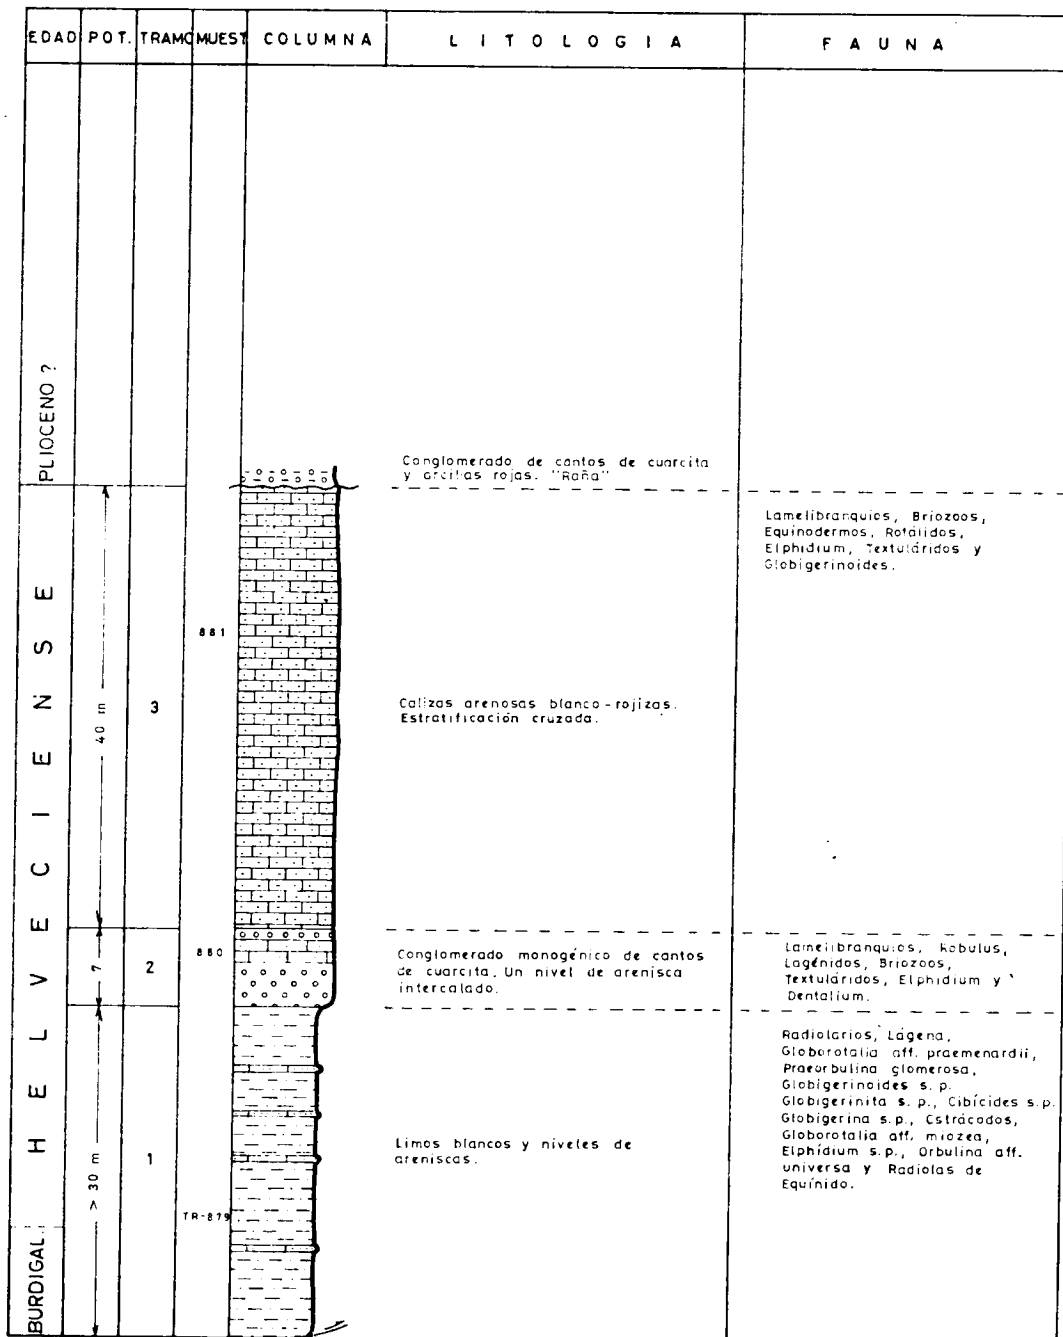 EDAD POT. TRAMO MUEST COLUMNA LITOLOGIA FAUNA
PLIOCENO ?
Conglomerado de cantos de cuarcita
y arcillas rojas. "Raña"
HELVECIENSE
40 m
3
881
Calizas arenosas blanco-rojizas.
Estratificación cruzada.
Lamelibranquios, Briozoos,
Equinodermos, Rotálidos,
Elphidium, Textuláridos y
Globigerinoides.
7
2
880
Conglomerado monogénico de cantos
de cuarcita. Un nivel de arenisca
intercalado.
Lamelibranquios, Robulus,
Lagénidos, Briozoos,
Textuláridos, Elphidium y
Dentalium.
> 30 m
1
TR-879
Limos blancos y niveles de
areniscas.
Radiolarios, Lagena,
Globorotalia aff. praemenardii,
Praeorbulina glomerosa,
Globigerinoides s. p.
Globigerinita s. p., Cibícides s.p.
Globigerina s.p., Ostrácodos,
Globorotalia aff. miozea,
Elphídium s.p., Orbulina aff.
universa y Radiolas de
Equínido.
BURDIGAL.